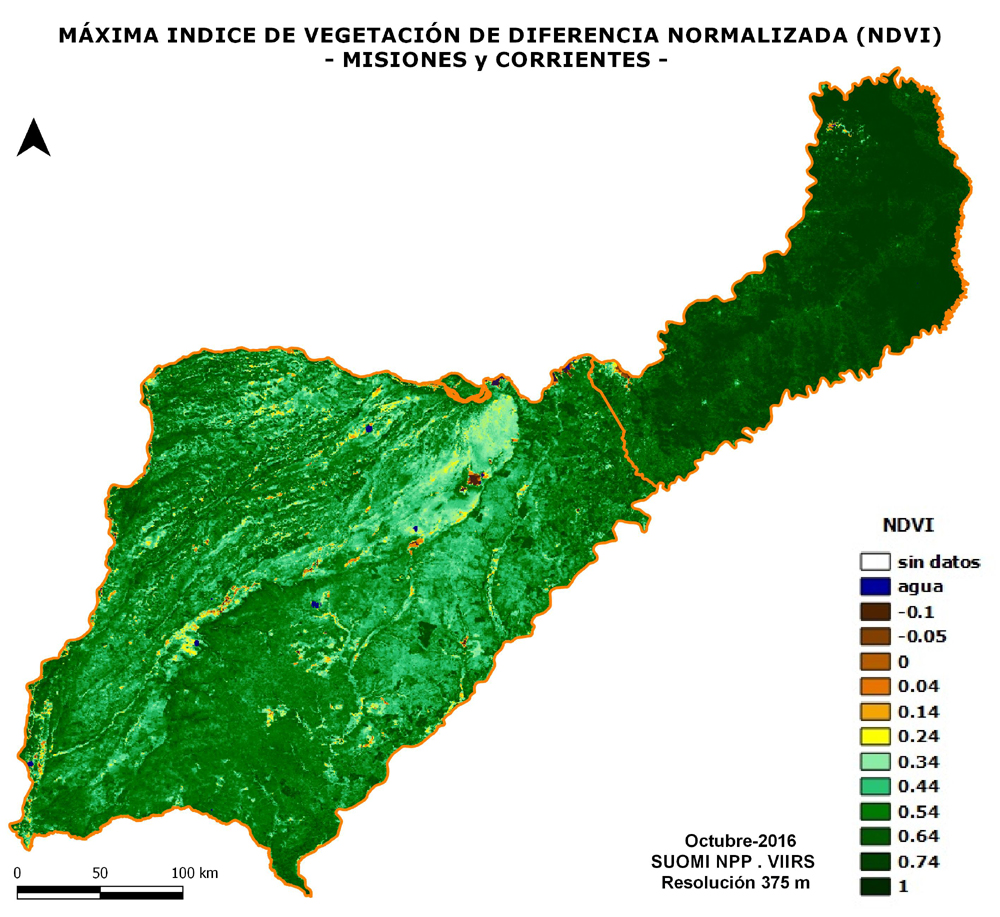 MÁXIMA INDICE DE VEGETACIÓN DE DIFERENCIA NORMALIZADA (NDVI)
- MISIONES y CORRIENTES -
NDVI
sin datos
agua
-0.1
-0.05
0
0.04
0.14
0.24
0.34
0.44
0.54
0.64
0.74
1
Octubre-2016
SUOMI NPP . VIIRS
Resolución 375 m
0 50 100 km